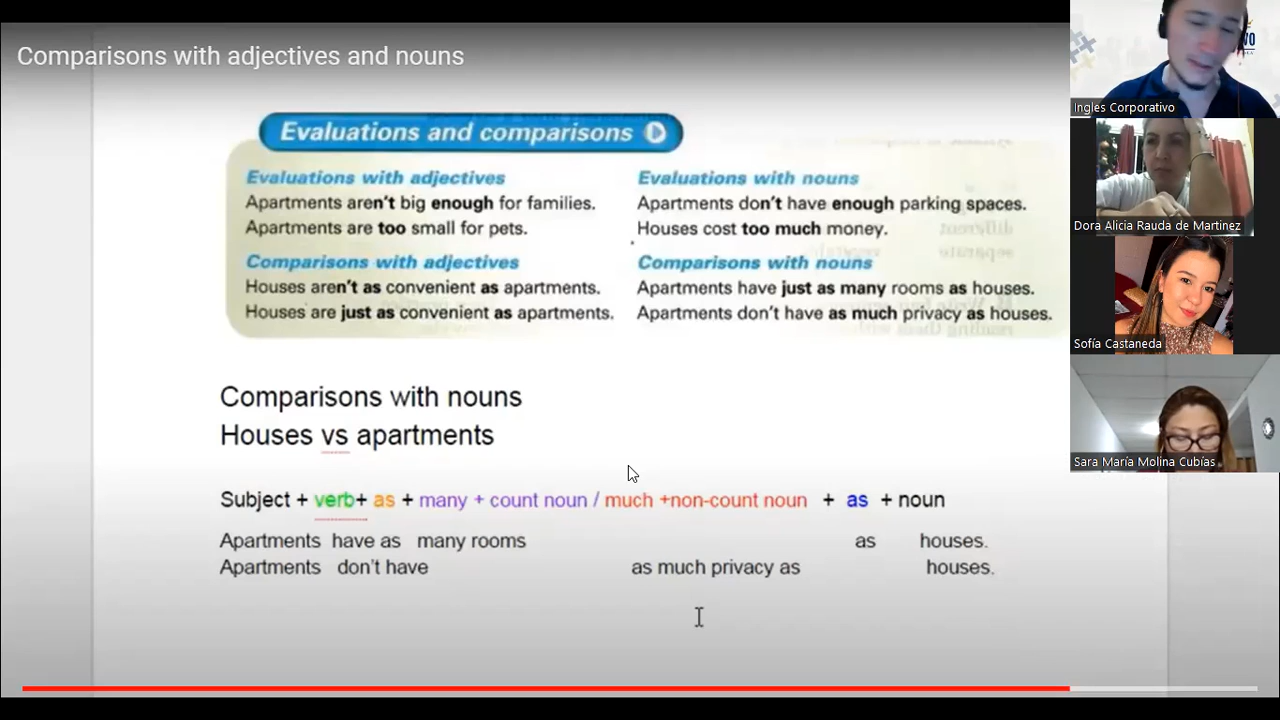 Comparisons with adjectives and nouns
Evaluations and comparisons
Evaluations with adjectives
Apartments aren't big enough for families.
Apartments are too small for pets.
Comparisons with adjectives
Houses aren't as convenient as apartments.
Houses are just as convenient as apartments.
Evaluations with nouns
Apartments don't have enough parking spaces.
Houses cost too much money.
Comparisons with nouns
Apartments have just as many rooms as houses.
Apartments don't have as much privacy as houses.
Comparisons with nouns
Houses vs apartments
Subject + verb+ as + many + count noun / much +non-count noun + as + noun
Apartments have as many rooms as houses.
Apartments don't have as much privacy as houses.
Ingles Corporativo
Dora Alicia Rauda de Martinez
Sofía Castaneda
Sara María Molina Cubías